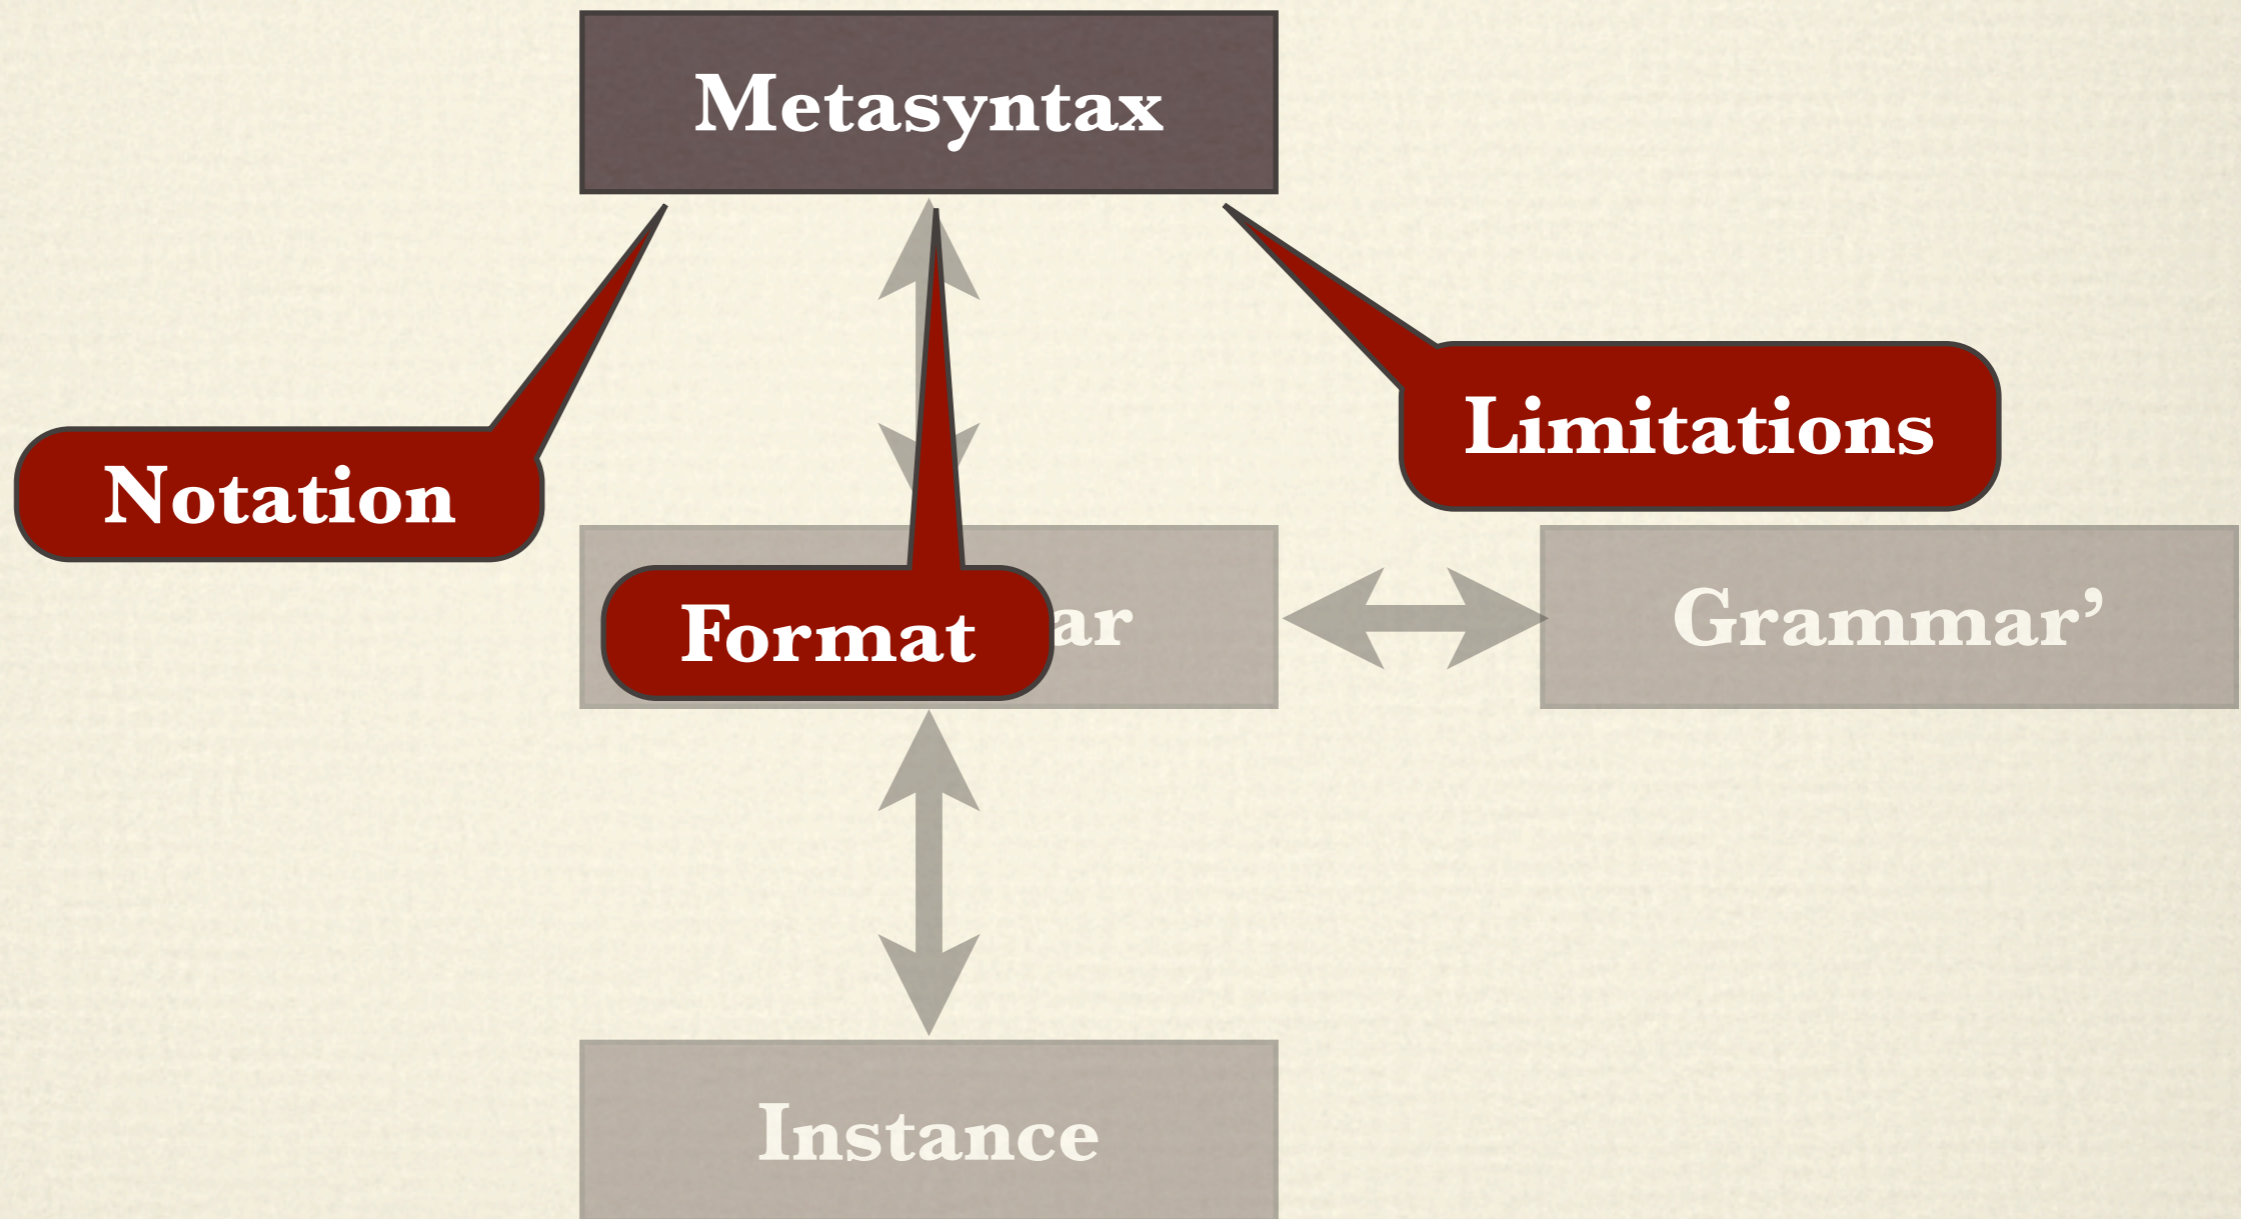 Metasyntax
Notation
Limitations
Format
ar
Grammar’
Instance